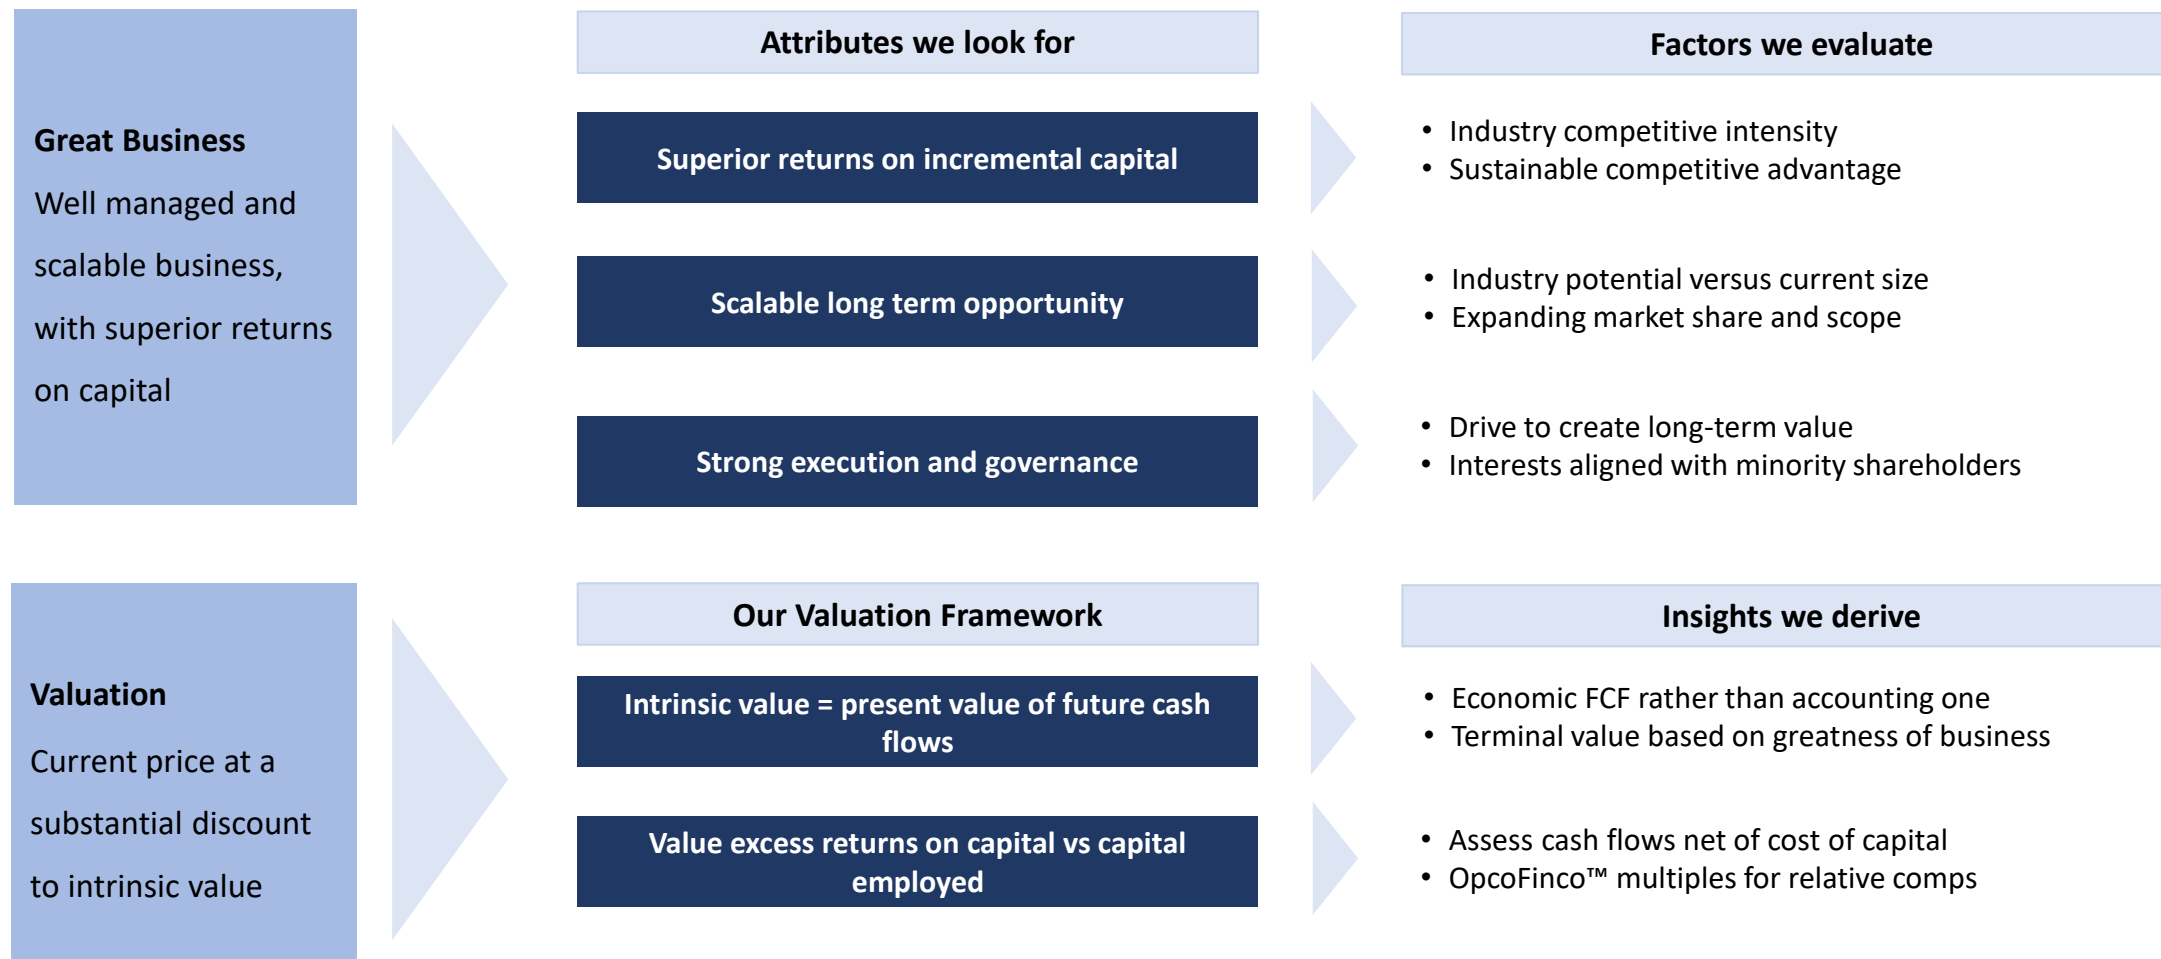 Great Business
Well managed and
scalable business,
with superior returns
on capital
Attributes we look for
Superior returns on incremental capital
Scalable long term opportunity
Strong execution and governance
Factors we evaluate
• Industry competitive intensity
• Sustainable competitive advantage
• Industry potential versus current size
• Expanding market share and scope
• Drive to create long-term value
• Interests aligned with minority shareholders
Valuation
Current price at a
substantial discount
to intrinsic value
Our Valuation Framework
Intrinsic value = present value of future cash
flows
Value excess returns on capital vs capital
employed
Insights we derive
• Economic FCF rather than accounting one
• Terminal value based on greatness of business
• Assess cash flows net of cost of capital
• OpcoFinco™ multiples for relative comps